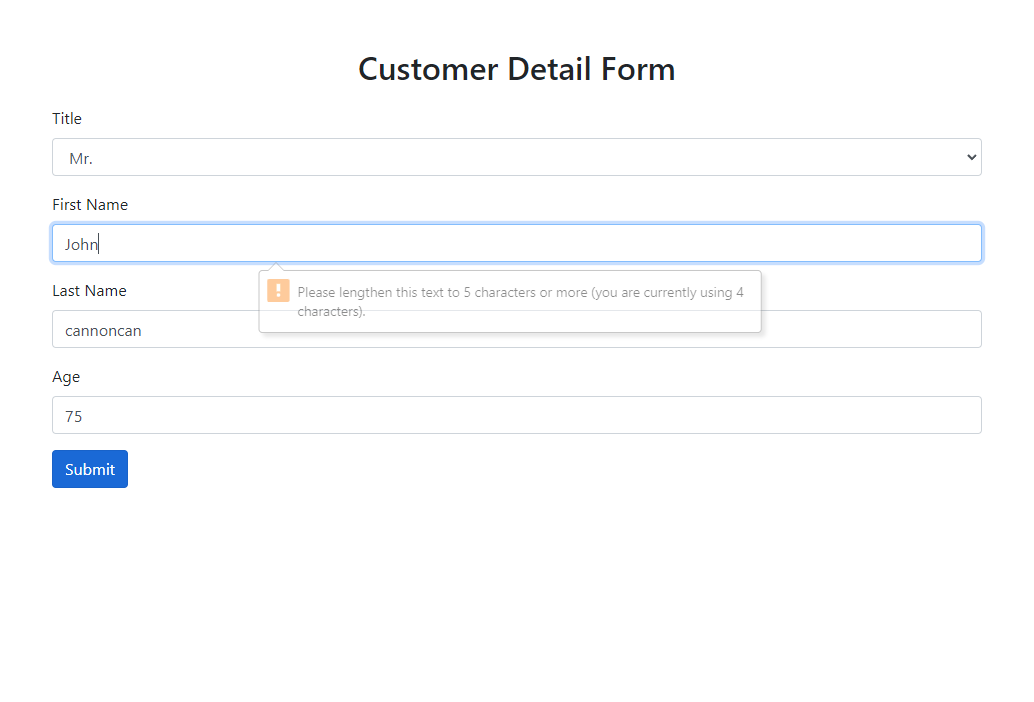 Customer Detail Form
Title
Mr.
First Name
John
Please lengthen this text to 5 characters or more (you are currently using 4
characters).
Last Name
cannoncan
Age
75
Submit